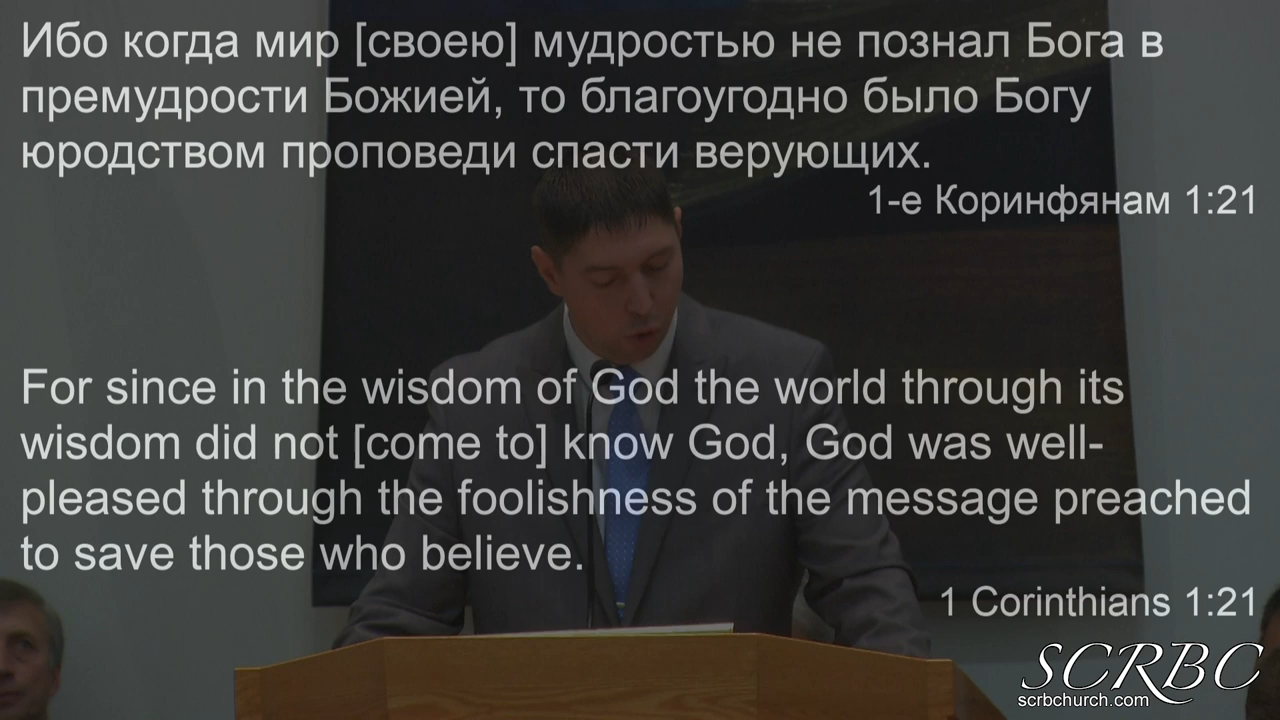 Ибо когда мир [своею] мудростью не познал Бога в
премудрости Божией, то благоугодно было Богу
юродством проповеди спасти верующих.
1-е Коринфянам 1:21
For since in the wisdom of God the world through its
wisdom did not [come to] know God, God was well-
pleased through the foolishness of the message preached
to save those who believe.
1 Corinthians 1:21
SCRBC
scrbchurch.com